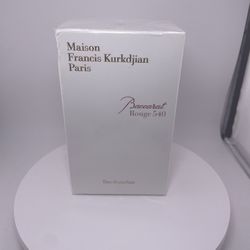 Maison
Francis Kurkdjian
Paris
Baccarat
Rouge 540